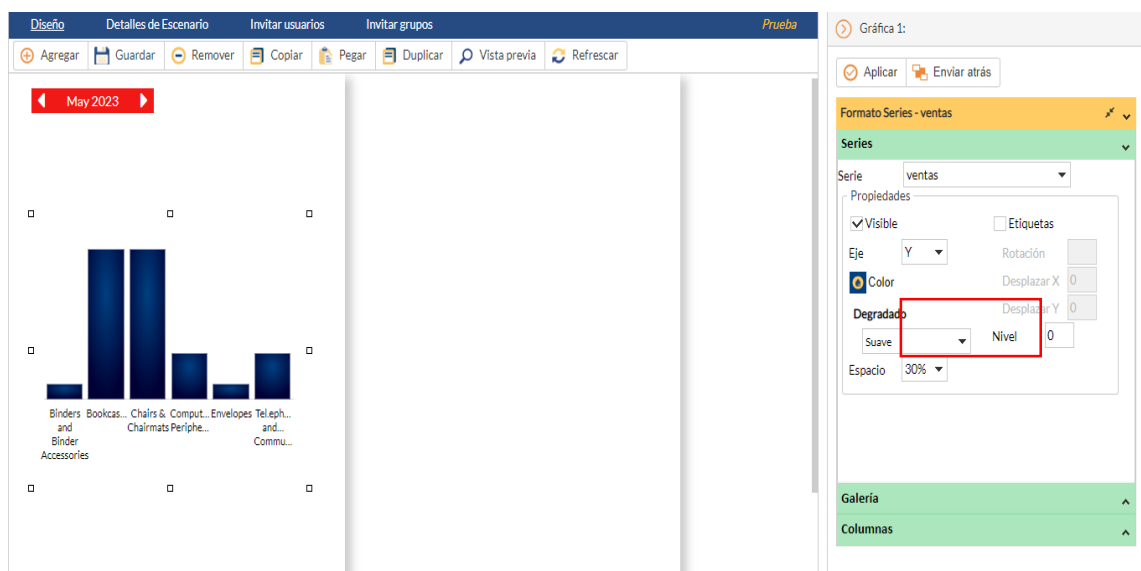 Diseño Detalles de Escenario Invitar usuarios Invitar grupos Prueba
Agregar Guardar Remover Copiar Pegar Duplicar Vista previa Refrescar
May 2023
Binders Bookcas... Chairs & Comput... Envelopes Tel.eph...
and Chairmats Periphe... and...
Binder Commu...
Accessories
Gráfica 1:
Aplicar Enviar atrás
Formato Series - ventas
Series
Serie ventas
Propiedades
Visible Etiquetas
Eje Y Rotación
Color Desplazar X 0
Degradado Desplazar Y 0
Suave Nivel 0
Espacio 30%
Galería
Columnas